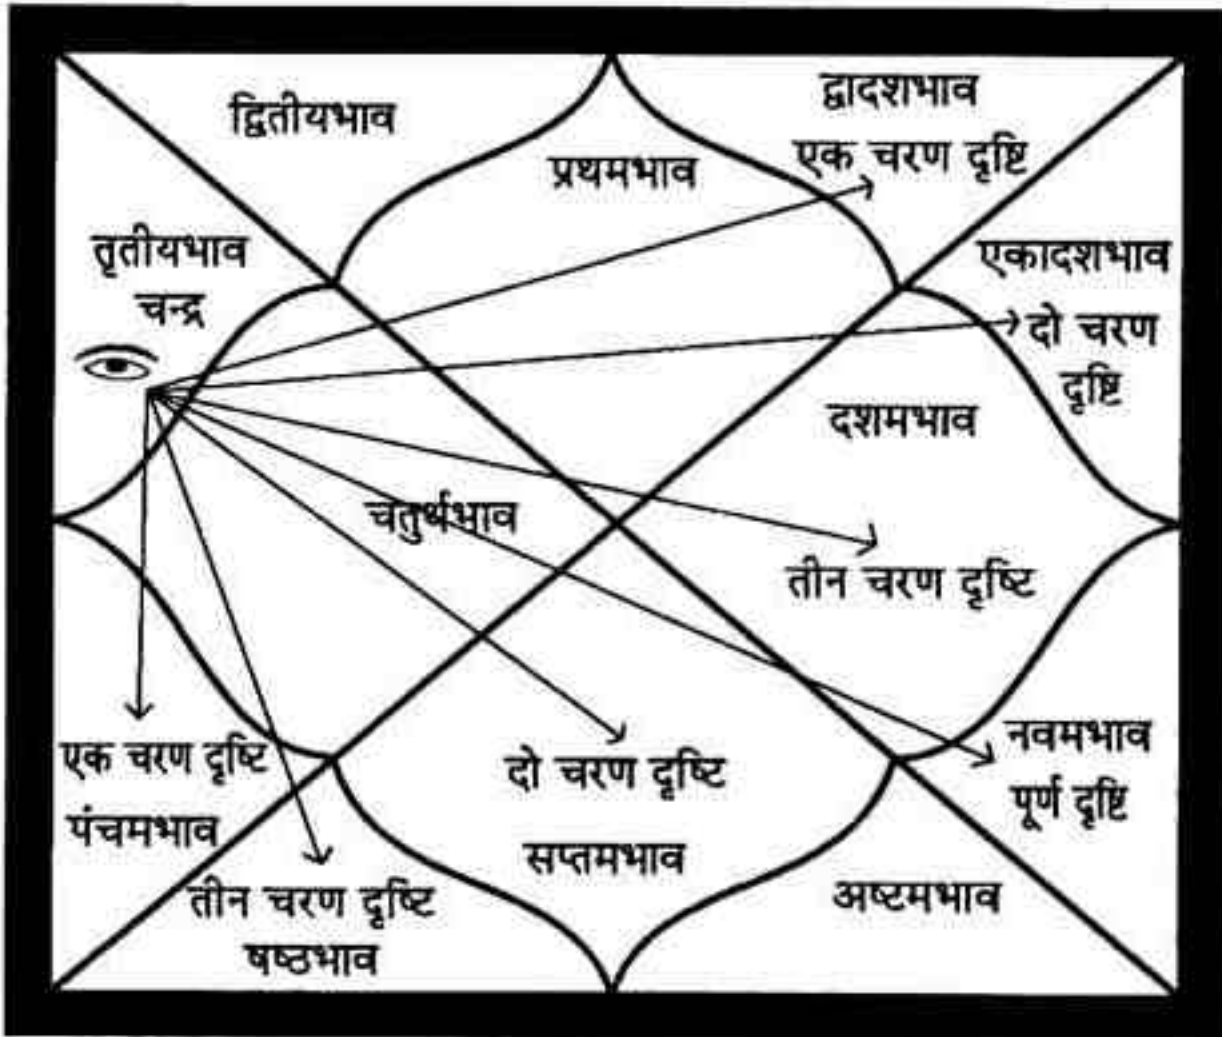 द्वितीयभाव
द्वादशभाव
एक चरण दृष्टि
प्रथमभाव
तृतीयभाव
चन्द्र
एकादशभाव
दो चरण
दृष्टि
दशमभाव
चतुर्थभाव
तीन चरण दृष्टि
नवमभाव
पूर्ण दृष्टि
एक चरण दृष्टि
पंचमभाव
दो चरण दृष्टि
सप्तमभाव
तीन चरण दृष्टि
षष्ठभाव
अष्टमभाव